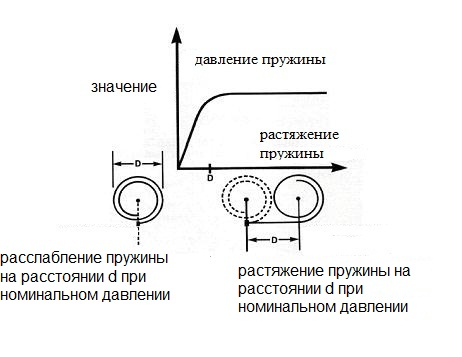 давление пружины
значение
растяжение
пружины
D
D
D
расслабление пружины
на расстоянии d при
номинальном давлении
растяжение пружины на
расстоянии d при
номинальном давлении